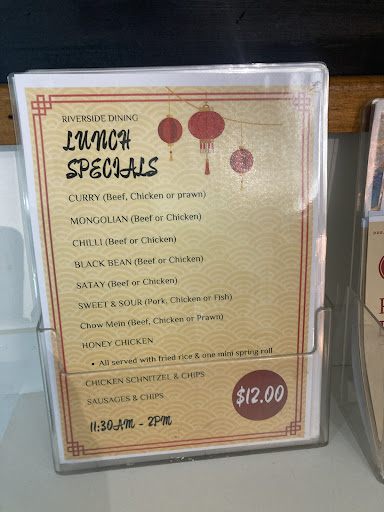 RIVERSIDE DINING
LUNCH
SPECIALS
CURRY (Beef, Chicken or prawn)
MONGOLIAN (Beef or Chicken)
CHILLI (Beef or Chicken)
BLACK BEAN (Beef or Chicken)
SATAY (Beef or Chicken)
SWEET & SOUR (Pork, Chicken or Fish)
Chow Mein (Beef, Chicken or Prawn)
HONEY CHICKEN
• All served with fried rice & one mini spring roll
CHICKEN SCHNITZEL & CHIPS
SAUSAGES & CHIPS
$12.00
11:30AM - 2PM